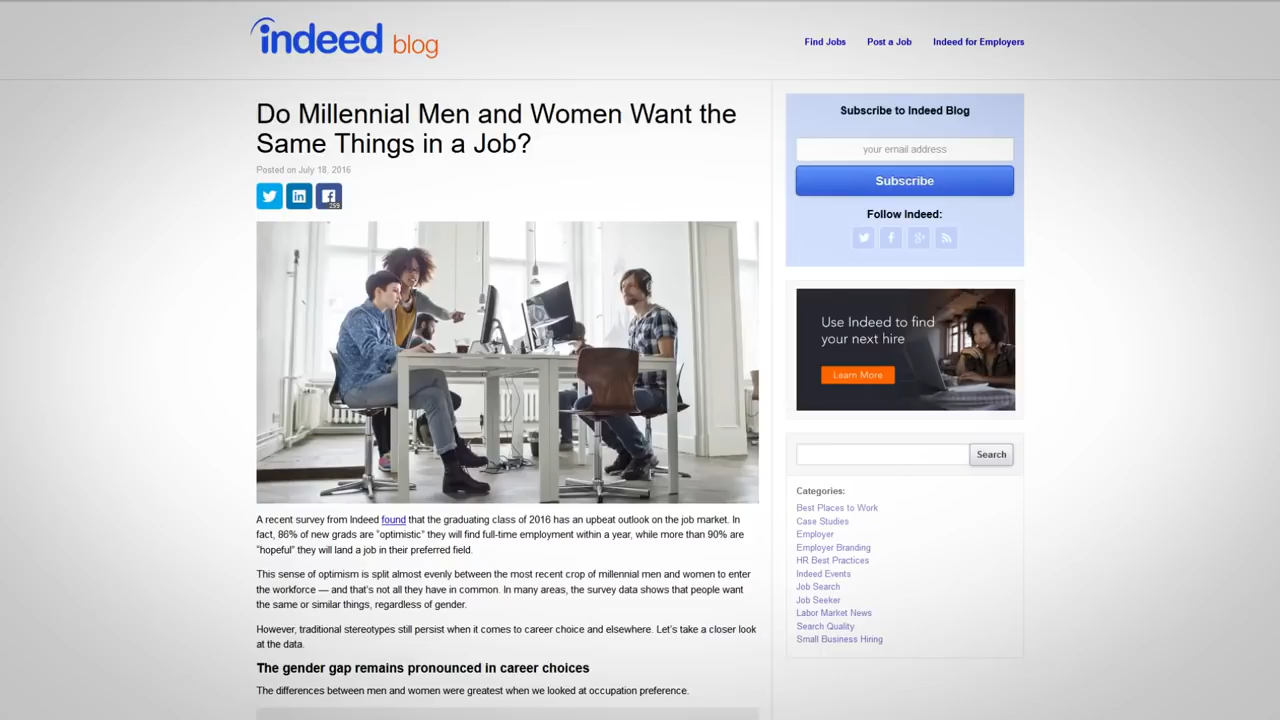 indeed blog
Find Jobs
Post a Job
Indeed for Employers
Do Millennial Men and Women Want the
Same Things in a Job?
Posted on July 18, 2016
259
A recent survey from Indeed found that the graduating class of 2016 has an upbeat outlook on the job market. In
fact, 86% of new grads are “optimistic” they will find full-time employment within a year, while more than 90% are
“hopeful” they will land a job in their preferred field.
This sense of optimism is split almost evenly between the most recent crop of millennial men and women to enter
the workforce — and that’s not all they have in common. In many areas, the survey data shows that people want
the same or similar things, regardless of gender.
However, traditional stereotypes still persist when it comes to career choice and elsewhere. Let’s take a closer look
at the data.
The gender gap remains pronounced in career choices
The differences between men and women were greatest when we looked at occupation preference.
Subscribe to Indeed Blog
your email address
Subscribe
Follow Indeed:
Use Indeed to find
your next hire
Learn More
Search
Categories:
Best Places to Work
Case Studies
Employer
Employer Branding
HR Best Practices
Indeed Events
Job Search
Job Seeker
Labor Market News
Search Quality
Small Business Hiring